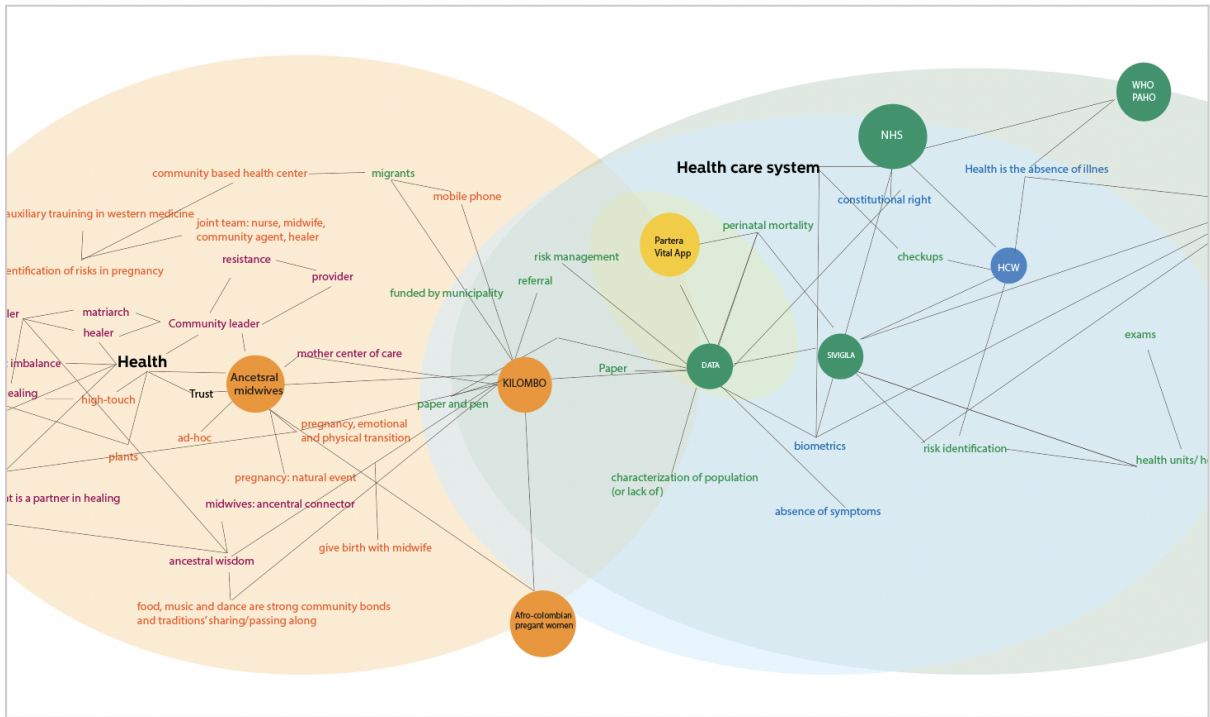 WHO
PAHO
NHS
Health care system
Health is the absence of illnes
community based health center
migrants
mobile phone
constitutional right
auxiliary trauining in western medicine
joint team: nurse, midwife,
community agent, healer
perinatal mortality
Partera
Vital App
risk management
checkups
HCW
entification of risks in pregnancy
resistance
provider
referral
funded by municipality
matriarch
ler
Community leader
healer
exams
mother center of care
SIVIGILA
Health
imbalance
DATA
Paper
Ancetsral
midwives
KILOMBO
ealing
high-touch
Trust
paper and pen
pregnancy, emotional
and physical transition
ad-hoc
biometrics
risk identification
plants
health units/ h
pregnancy: natural event
characterization of population
(or lack of)
t is a partner in healing
midwives: ancentral connector
absence of symptoms
give birth with midwife
ancestral wisdom
food, music and dance are strong community bonds
and traditions' sharing/passing along
Afro-colombian
pregant women